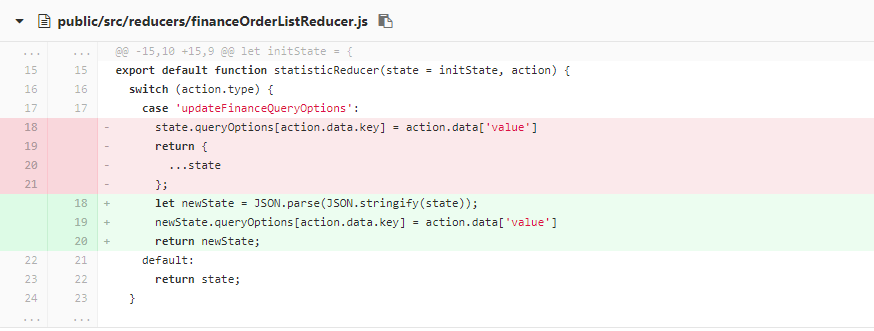 public/src/reducers/financeOrderListReducer.js
... ... @@ -15,10 +15,9 @@ let initState = {
15 15 export default function statisticReducer(state = initState, action) {
16 16 switch (action.type) {
17 17 case 'updateFinanceQueryOptions':
18 - state.queryOptions[action.data.key] = action.data['value']
19 - return {
20 - ...state
21 - };
18 + let newState = JSON.parse(JSON.stringify(state));
19 + newState.queryOptions[action.data.key] = action.data['value']
20 + return newState;
22 21 default:
23 22 return state;
24 23 }
... ...